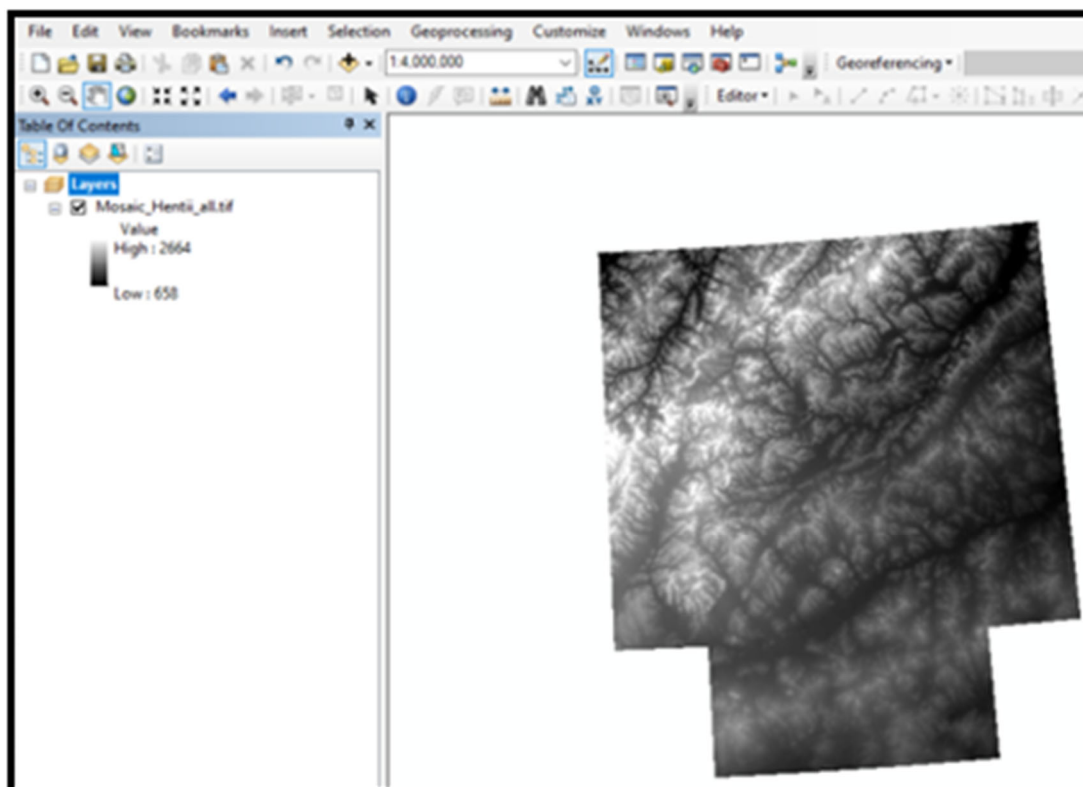 File Edit View Bookmarks Insert Selection Geoprocessing Customize Windows Help
1:4,000,000 Georeferencing
Editor
Table Of Contents
Layers
Mosaic_Hentii_all.tif
Value
High : 2664
Low : 658